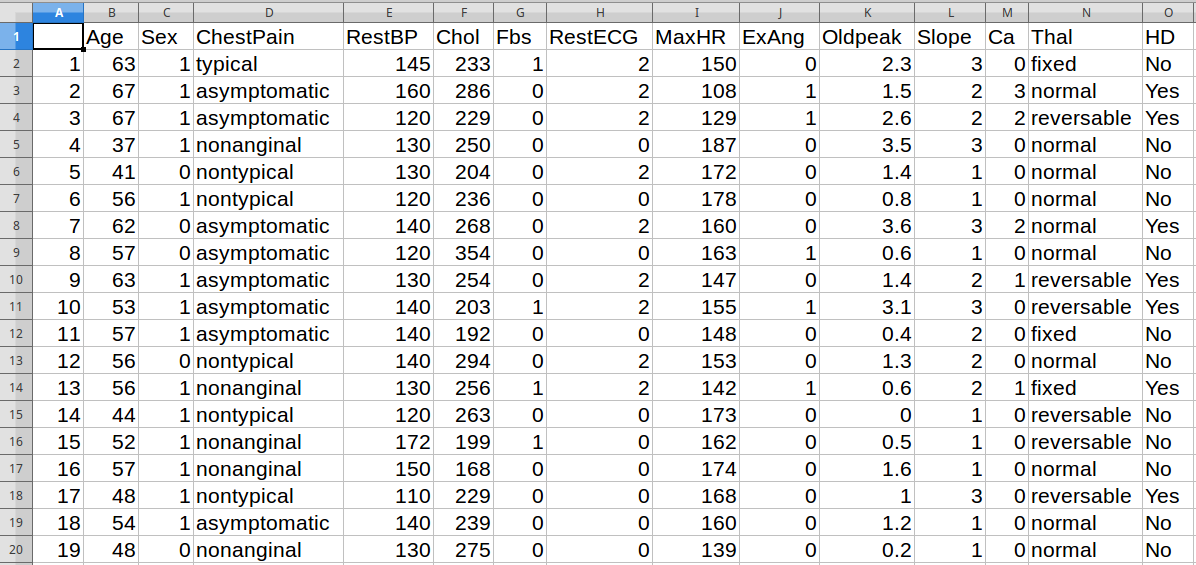 A B C D E F G H I J K L M N O
1 Age Sex ChestPain RestBP Chol Fbs RestECG MaxHR ExAng Oldpeak Slope Ca Thal HD
2 1 63 1 typical 145 233 1 2 150 0 2.3 3 0 fixed No
3 2 67 1 asymptomatic 160 286 0 2 108 1 1.5 2 3 normal Yes
4 3 67 1 asymptomatic 120 229 0 2 129 1 2.6 2 2 reversable Yes
5 4 37 1 nonanginal 130 250 0 0 187 0 3.5 3 0 normal No
6 5 41 0 nontypical 130 204 0 2 172 0 1.4 1 0 normal No
7 6 56 1 nontypical 120 236 0 0 178 0 0.8 1 0 normal No
8 7 62 0 asymptomatic 140 268 0 2 160 0 3.6 3 2 normal Yes
9 8 57 0 asymptomatic 120 354 0 0 163 1 0.6 1 0 normal No
10 9 63 1 asymptomatic 130 254 0 2 147 0 1.4 2 1 reversable Yes
11 10 53 1 asymptomatic 140 203 1 2 155 1 3.1 3 0 reversable Yes
12 11 57 1 asymptomatic 140 192 0 0 148 0 0.4 2 0 fixed No
13 12 56 0 nontypical 140 294 0 2 153 0 1.3 2 0 normal No
14 13 56 1 nonanginal 130 256 1 2 142 1 0.6 2 1 fixed Yes
15 14 44 1 nontypical 120 263 0 0 173 0 0 1 0 reversable No
16 15 52 1 nonanginal 172 199 1 0 162 0 0.5 1 0 reversable No
17 16 57 1 nonanginal 150 168 0 0 174 0 1.6 1 0 normal No
18 17 48 1 nontypical 110 229 0 0 168 0 1 3 0 reversable Yes
19 18 54 1 asymptomatic 140 239 0 0 160 0 1.2 1 0 normal No
20 19 48 0 nonanginal 130 275 0 0 139 0 0.2 1 0 normal No